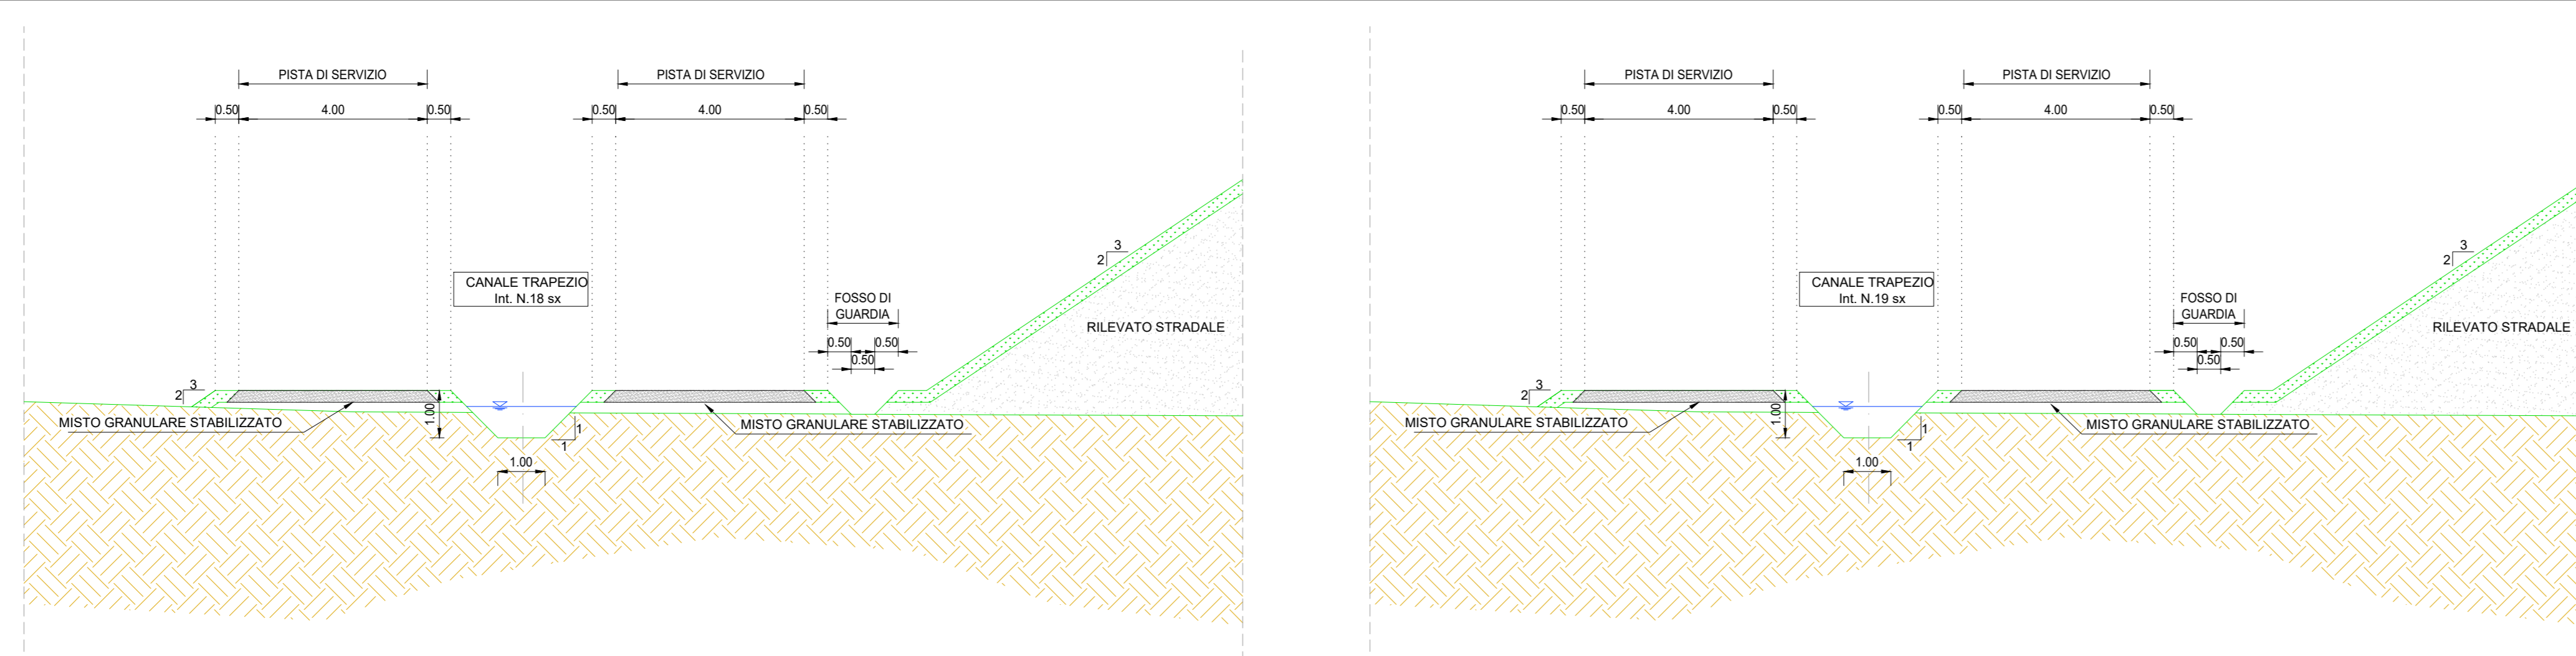 PISTA DI SERVIZIO
PISTA DI SERVIZIO
0.50 4.00 0.50
0.50 4.00 0.50
CANALE TRAPEZIO
Int. N.18 sx
FOSSO DI
GUARDIA
0.50 0.50
0.50
3
2
RILEVATO STRADALE
3
2
1.00
MISTO GRANULARE STABILIZZATO
MISTO GRANULARE STABILIZZATO
1
1
1.00
PISTA DI SERVIZIO
PISTA DI SERVIZIO
0.50 4.00 0.50
0.50 4.00 0.50
CANALE TRAPEZIO
Int. N.19 sx
FOSSO DI
GUARDIA
0.50 0.50
0.50
3
2
RILEVATO STRADALE
3
2
1.00
MISTO GRANULARE STABILIZZATO
MISTO GRANULARE STABILIZZATO
1
1
1.00